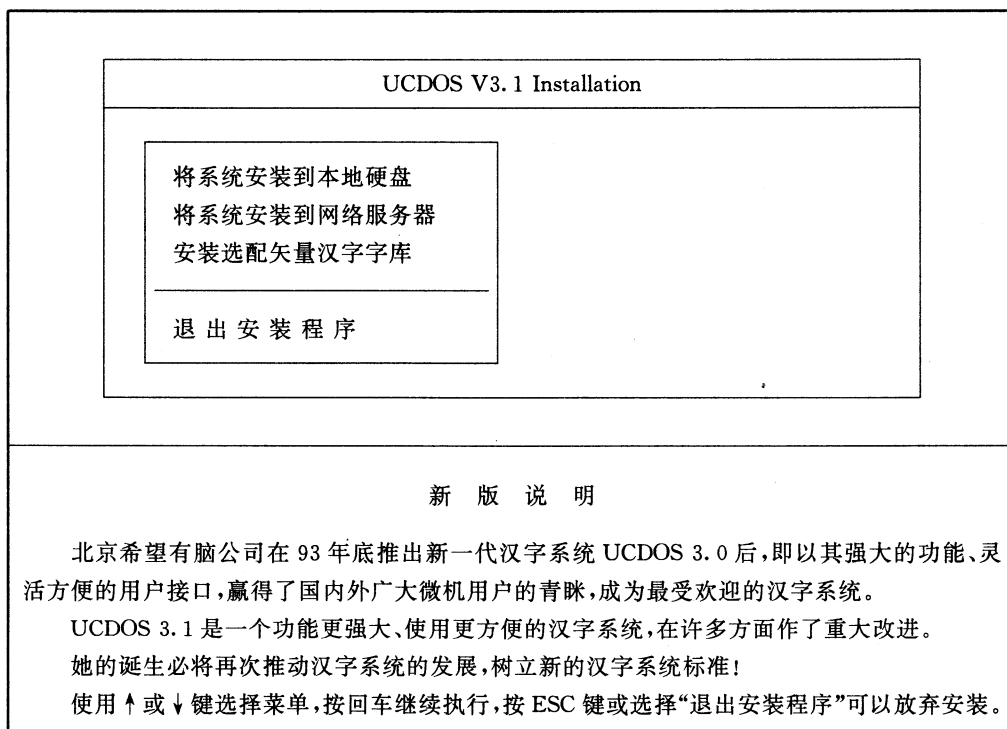 UCDOS V3.1 Installation
将系统安装到本地硬盘
将系统安装到网络服务器
安装选配矢量汉字字库
退出安装程序
新版说明
北京希望有脑公司在 93 年底推出新一代汉字系统 UCDOS 3.0 后,即以其强大的功能、灵
活方便的用户接口,赢得了国内外广大微机用户的青眯,成为最受欢迎的汉字系统。
UCDOS 3.1 是一个功能更强大、使用更方便的汉字系统,在许多方面作了重大改进。
她的诞生必将再次推动汉字系统的发展,树立新的汉字系统标准!
使用↑或↓键选择菜单,按回车继续执行,按 ESC 键或选择“退出安装程序”可以放弃安装。